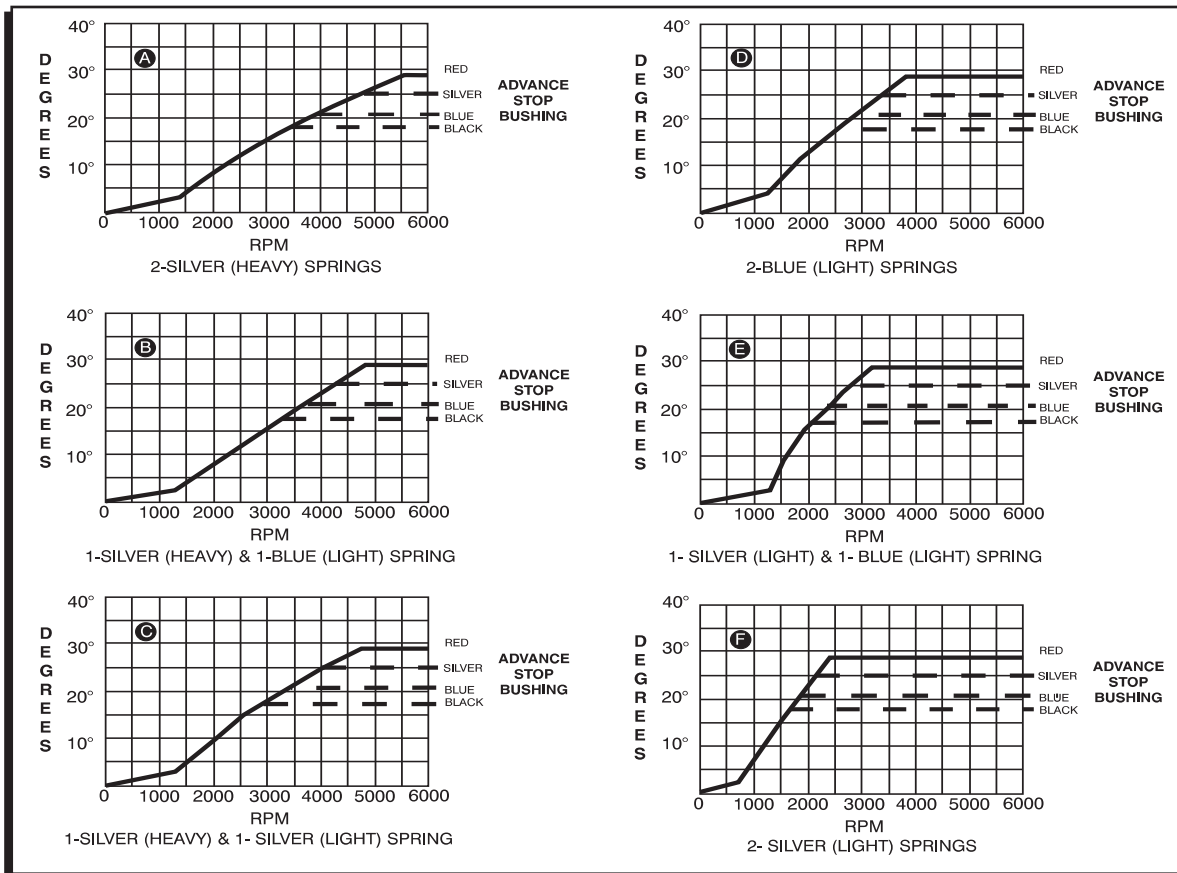 A
DEGREES
40°
30°
20°
10°
0 1000 2000 3000 4000 5000 6000
RPM
2-SILVER (HEAVY) SPRINGS
RED
SILVER
BLUE
BLACK
ADVANCE
STOP
BUSHING
D
DEGREES
40°
30°
20°
10°
0 1000 2000 3000 4000 5000 6000
RPM
2-BLUE (LIGHT) SPRINGS
RED
SILVER
BLUE
BLACK
ADVANCE
STOP
BUSHING
B
DEGREES
40°
30°
20°
10°
0 1000 2000 3000 4000 5000 6000
RPM
1-SILVER (HEAVY) & 1-BLUE (LIGHT) SPRING
RED
SILVER
BLUE
BLACK
ADVANCE
STOP
BUSHING
E
DEGREES
40°
30°
20°
10°
0 1000 2000 3000 4000 5000 6000
RPM
1- SILVER (LIGHT) & 1- BLUE (LIGHT) SPRING
RED
SILVER
BLUE
BLACK
ADVANCE
STOP
BUSHING
C
DEGREES
40°
30°
20°
10°
0 1000 2000 3000 4000 5000 6000
RPM
1-SILVER (HEAVY) & 1- SILVER (LIGHT) SPRING
RED
SILVER
BLUE
BLACK
ADVANCE
STOP
BUSHING
F
DEGREES
40°
30°
20°
10°
0 1000 2000 3000 4000 5000 6000
RPM
2- SILVER (LIGHT) SPRINGS
RED
SILVER
BLUE
BLACK
ADVANCE
STOP
BUSHING